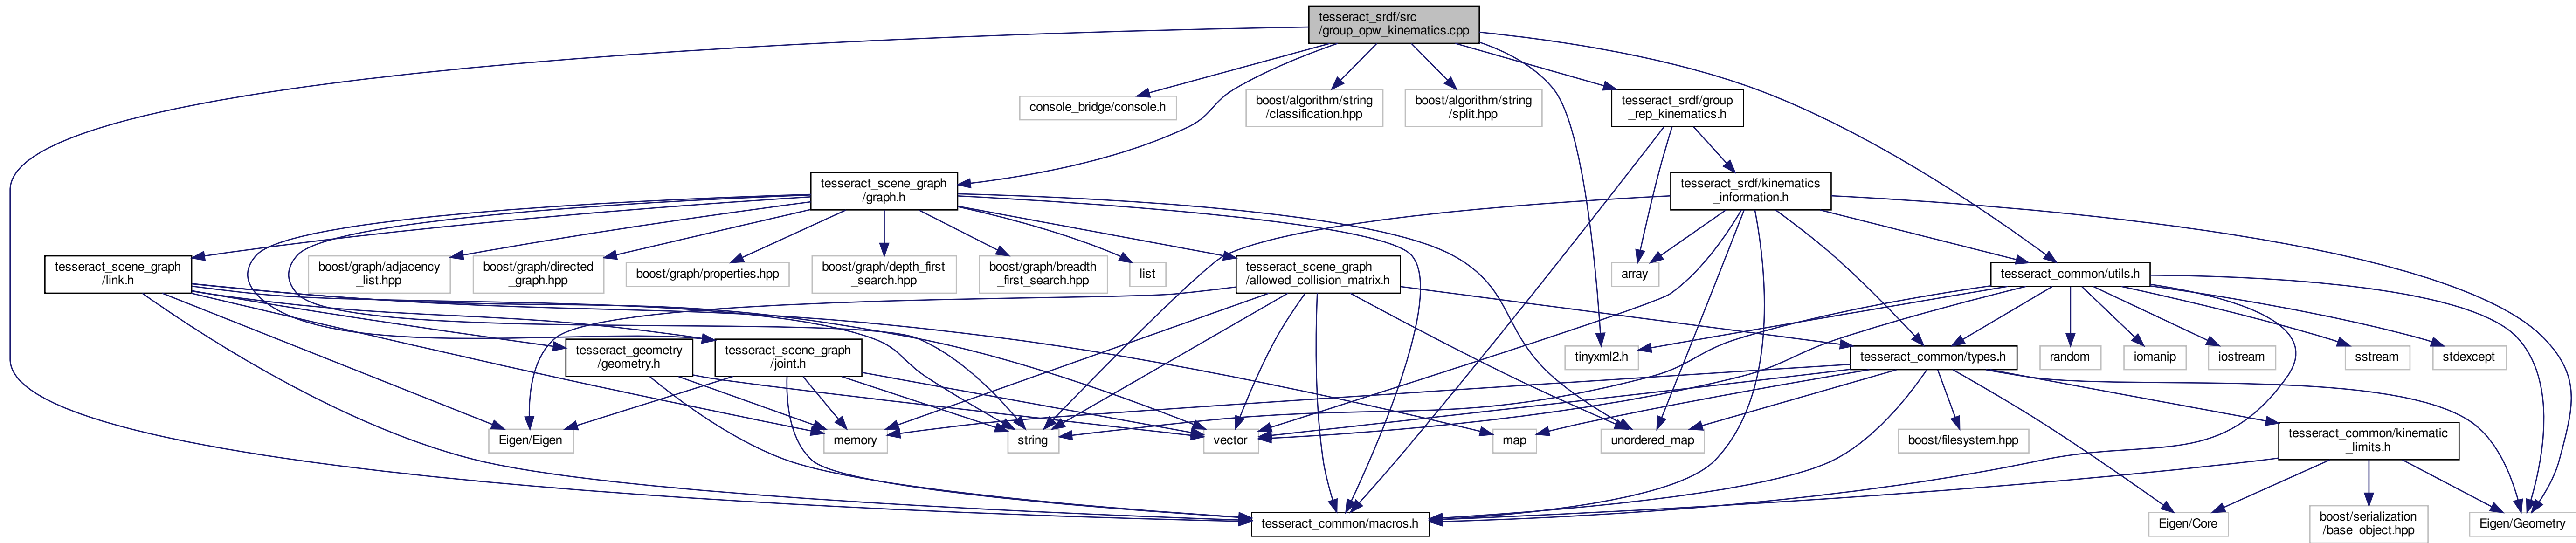 tesseract_srdf/src
/group_opw_kinematics.cpp
console_bridge/console.h
boost/algorithm/string
/classification.hpp
boost/algorithm/string
/split.hpp
tesseract_srdf/group
_rep_kinematics.h
tesseract_scene_graph
/graph.h
tesseract_srdf/kinematics
_information.h
tesseract_scene_graph
/link.h
boost/graph/adjacency
_list.hpp
boost/graph/directed
_graph.hpp
boost/graph/properties.hpp
boost/graph/depth_first
_search.hpp
boost/graph/breadth
_first_search.hpp
list
tesseract_scene_graph
/allowed_collision_matrix.h
array
tesseract_common/utils.h
tesseract_geometry
/geometry.h
tesseract_scene_graph
/joint.h
tinyxml2.h
tesseract_common/types.h
random
iomanip
iostream
sstream
stdexcept
Eigen/Eigen
memory
string
vector
map
unordered_map
boost/filesystem.hpp
tesseract_common/kinematic
_limits.h
tesseract_common/macros.h
Eigen/Core
boost/serialization
/base_object.hpp
Eigen/Geometry